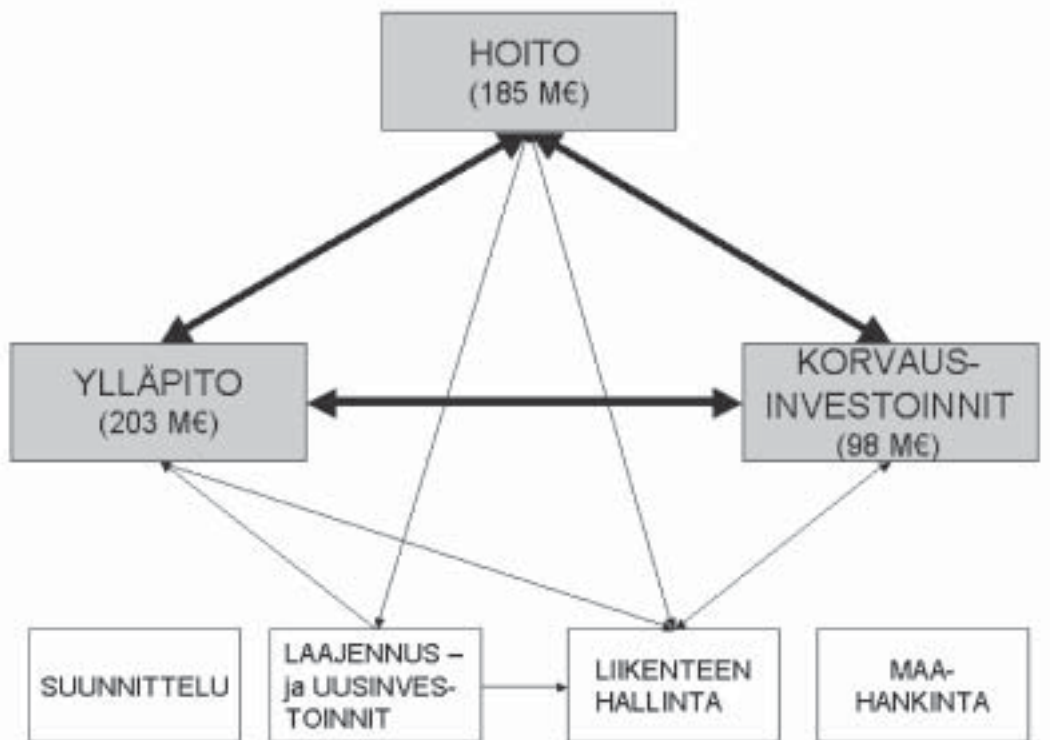 HOITO
(185 M€)
YLLÄPITO
(203 M€)
KORVAUS-
INVESTOINNIT
(98 M€)
SUUNNITTELU
LAAJENNUS –
ja UUSINVES-
TOINNIT
LIIKENTEEN
HALLINTA
MAA-
HANKINTA